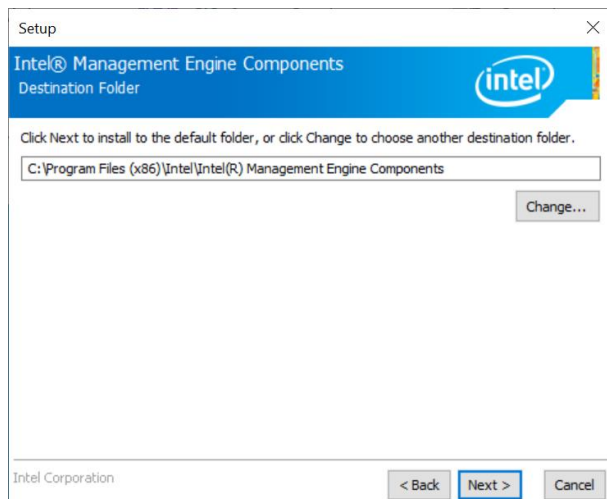 Setup
Intel® Management Engine Components
Destination Folder
intel
Click Next to install to the default folder, or click Change to choose another destination folder.
C:\Program Files (x86)\Intel\Intel(R) Management Engine Components
Change...
Intel Corporation
< Back
Next >
Cancel